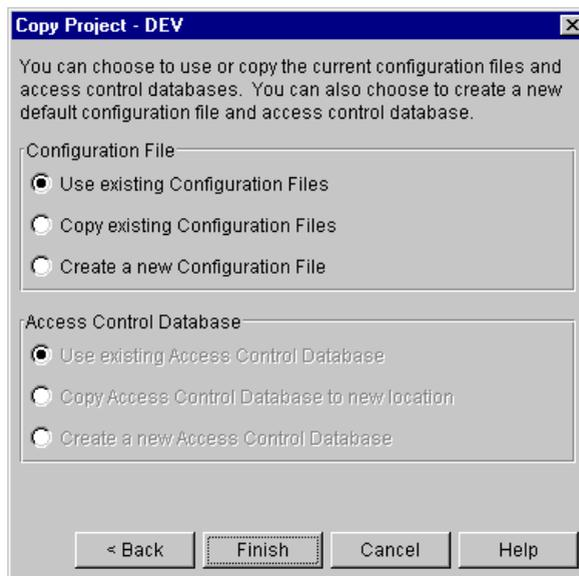 Copy Project - DEV
You can choose to use or copy the current configuration files and
access control databases. You can also choose to create a new
default configuration file and access control database.
Configuration File
Use existing Configuration Files
Copy existing Configuration Files
Create a new Configuration File
Access Control Database
Use existing Access Control Database
Copy Access Control Database to new location
Create a new Access Control Database
< Back Finish Cancel Help